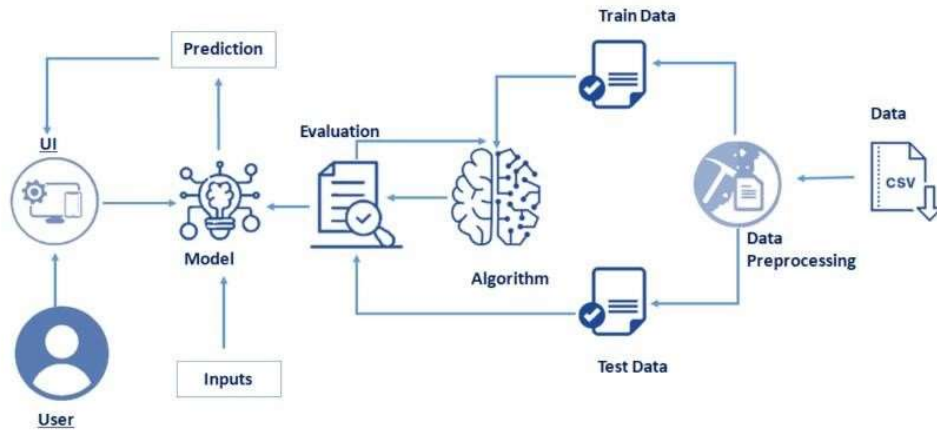 Train Data
Prediction
Data
Evaluation
UI
CSV
Data
Preprocessing
Model
Algorithm
Test Data
Inputs
User